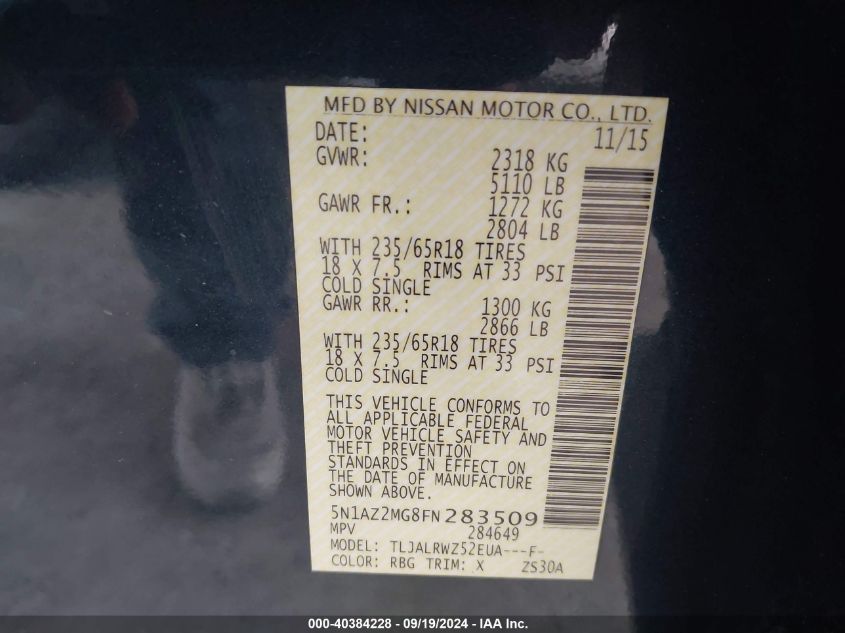 MFD BY NISSAN MOTOR CO., LTD.
DATE: 11/15
GVWR: 2318 KG
5110 LB
GAWR FR.: 1272 KG
2804 LB
WITH 235/65R18 TIRES
18 X 7.5 RIMS AT 33 PSI
COLD SINGLE
GAWR RR.: 1300 KG
2866 LB
WITH 235/65R18 TIRES
18 X 7.5 RIMS AT 33 PSI
COLD SINGLE
THIS VEHICLE CONFORMS TO
ALL APPLICABLE FEDERAL
MOTOR VEHICLE SAFETY AND
THEFT PREVENTION
STANDARDS IN EFFECT ON
THE DATE OF MANUFACTURE
SHOWN ABOVE.
5N1AZ2MG8FN283509
MPV 284649
MODEL: TLJALRWZ52EUA---F-
COLOR: RBG TRIM: X ZS30A
000-40384228 - 09/19/2024 - IAA Inc.